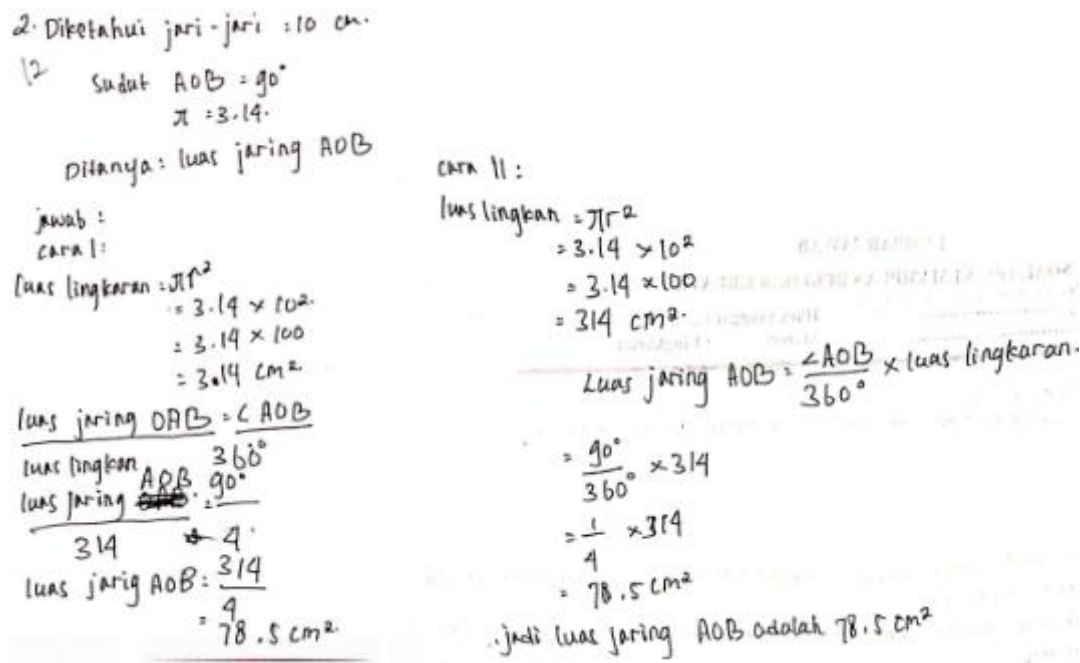 2. Diketahui jari-jari : 10 cm.
12
Sudut AOB = 90°
π = 3.14.
Ditanya: luas jaring AOB
jawab :
cara I:
luas lingkaran = πr²
= 3.14 × 10².
= 3.14 × 100
= 3.14 cm²
luas jaring OAB = ∠ AOB
luas lingkan 360°
luas jaring AOB = 90°
314 4
luas jarig AOB = 314
4
= 78.5 cm²
cara II :
luas lingkan = πr²
= 3.14 × 10²
= 3.14 × 100
= 314 cm².
Luas jaring AOB = ∠AOB × luas lingkaran.
360°
= 90° × 314
360°
= 1 × 314
4
= 78.5 cm²
∴ jadi luas jaring AOB adalah 78.5 cm²